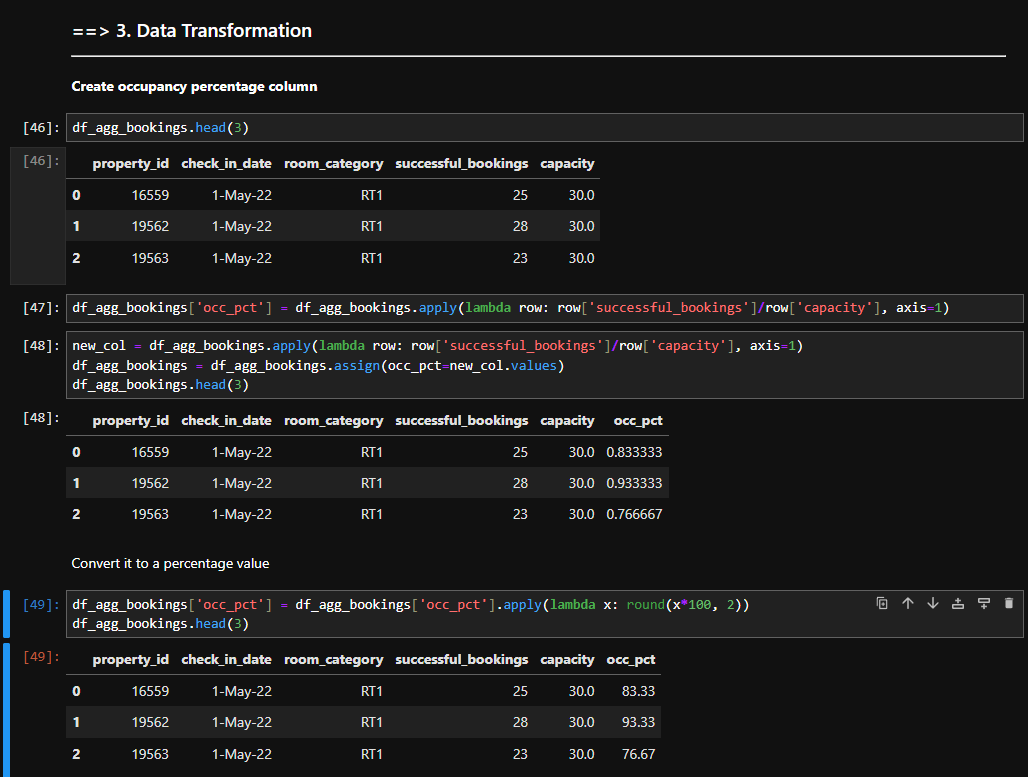 ==> 3. Data Transformation
Create occupancy percentage column
[46]: df_agg_bookings.head(3)
[46]: property_id check_in_date room_category successful_bookings capacity
0 16559 1-May-22 RT1 25 30.0
1 19562 1-May-22 RT1 28 30.0
2 19563 1-May-22 RT1 23 30.0
[47]: df_agg_bookings['occ_pct'] = df_agg_bookings.apply(lambda row: row['successful_bookings']/row['capacity'], axis=1)
[48]: new_col = df_agg_bookings.apply(lambda row: row['successful_bookings']/row['capacity'], axis=1)
df_agg_bookings = df_agg_bookings.assign(occ_pct=new_col.values)
df_agg_bookings.head(3)
[48]: property_id check_in_date room_category successful_bookings capacity occ_pct
0 16559 1-May-22 RT1 25 30.0 0.833333
1 19562 1-May-22 RT1 28 30.0 0.933333
2 19563 1-May-22 RT1 23 30.0 0.766667
Convert it to a percentage value
[49]: df_agg_bookings['occ_pct'] = df_agg_bookings['occ_pct'].apply(lambda x: round(x*100, 2))
df_agg_bookings.head(3)
[49]: property_id check_in_date room_category successful_bookings capacity occ_pct
0 16559 1-May-22 RT1 25 30.0 83.33
1 19562 1-May-22 RT1 28 30.0 93.33
2 19563 1-May-22 RT1 23 30.0 76.67